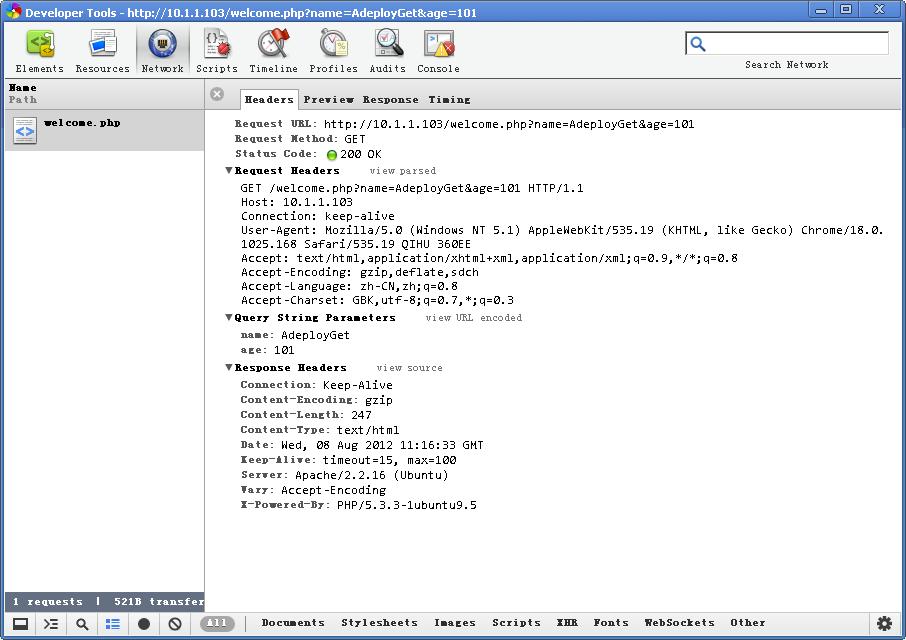 Developer Tools - http://10.1.1.103/welcome.php?name=AdeployGet&age=101
Elements Resources Network Scripts Timeline Profiles Audits Console
Search Network
Name
Path
welcome.php
Headers Preview Response Timing
Request URL: http://10.1.1.103/welcome.php?name=AdeployGet&age=101
Request Method: GET
Status Code: 200 OK
▼Request Headers view parsed
GET /welcome.php?name=AdeployGet&age=101 HTTP/1.1
Host: 10.1.1.103
Connection: keep-alive
User-Agent: Mozilla/5.0 (Windows NT 5.1) AppleWebKit/535.19 (KHTML, like Gecko) Chrome/18.0.
1025.168 Safari/535.19 QIHU 360EE
Accept: text/html,application/xhtml+xml,application/xml;q=0.9,*/*;q=0.8
Accept-Encoding: gzip,deflate,sdch
Accept-Language: zh-CN,zh;q=0.8
Accept-Charset: GBK,utf-8;q=0.7,*;q=0.3
▼Query String Parameters view URL encoded
name: AdeployGet
age: 101
▼Response Headers view source
Connection: Keep-Alive
Content-Encoding: gzip
Content-Length: 247
Content-Type: text/html
Date: Wed, 08 Aug 2012 11:16:33 GMT
Keep-Alive: timeout=15, max=100
Server: Apache/2.2.16 (Ubuntu)
Vary: Accept-Encoding
X-Powered-By: PHP/5.3.3-1ubuntu9.5
1 requests | 521B transfer
All Documents Stylesheets Images Scripts XHR Fonts WebSockets Other